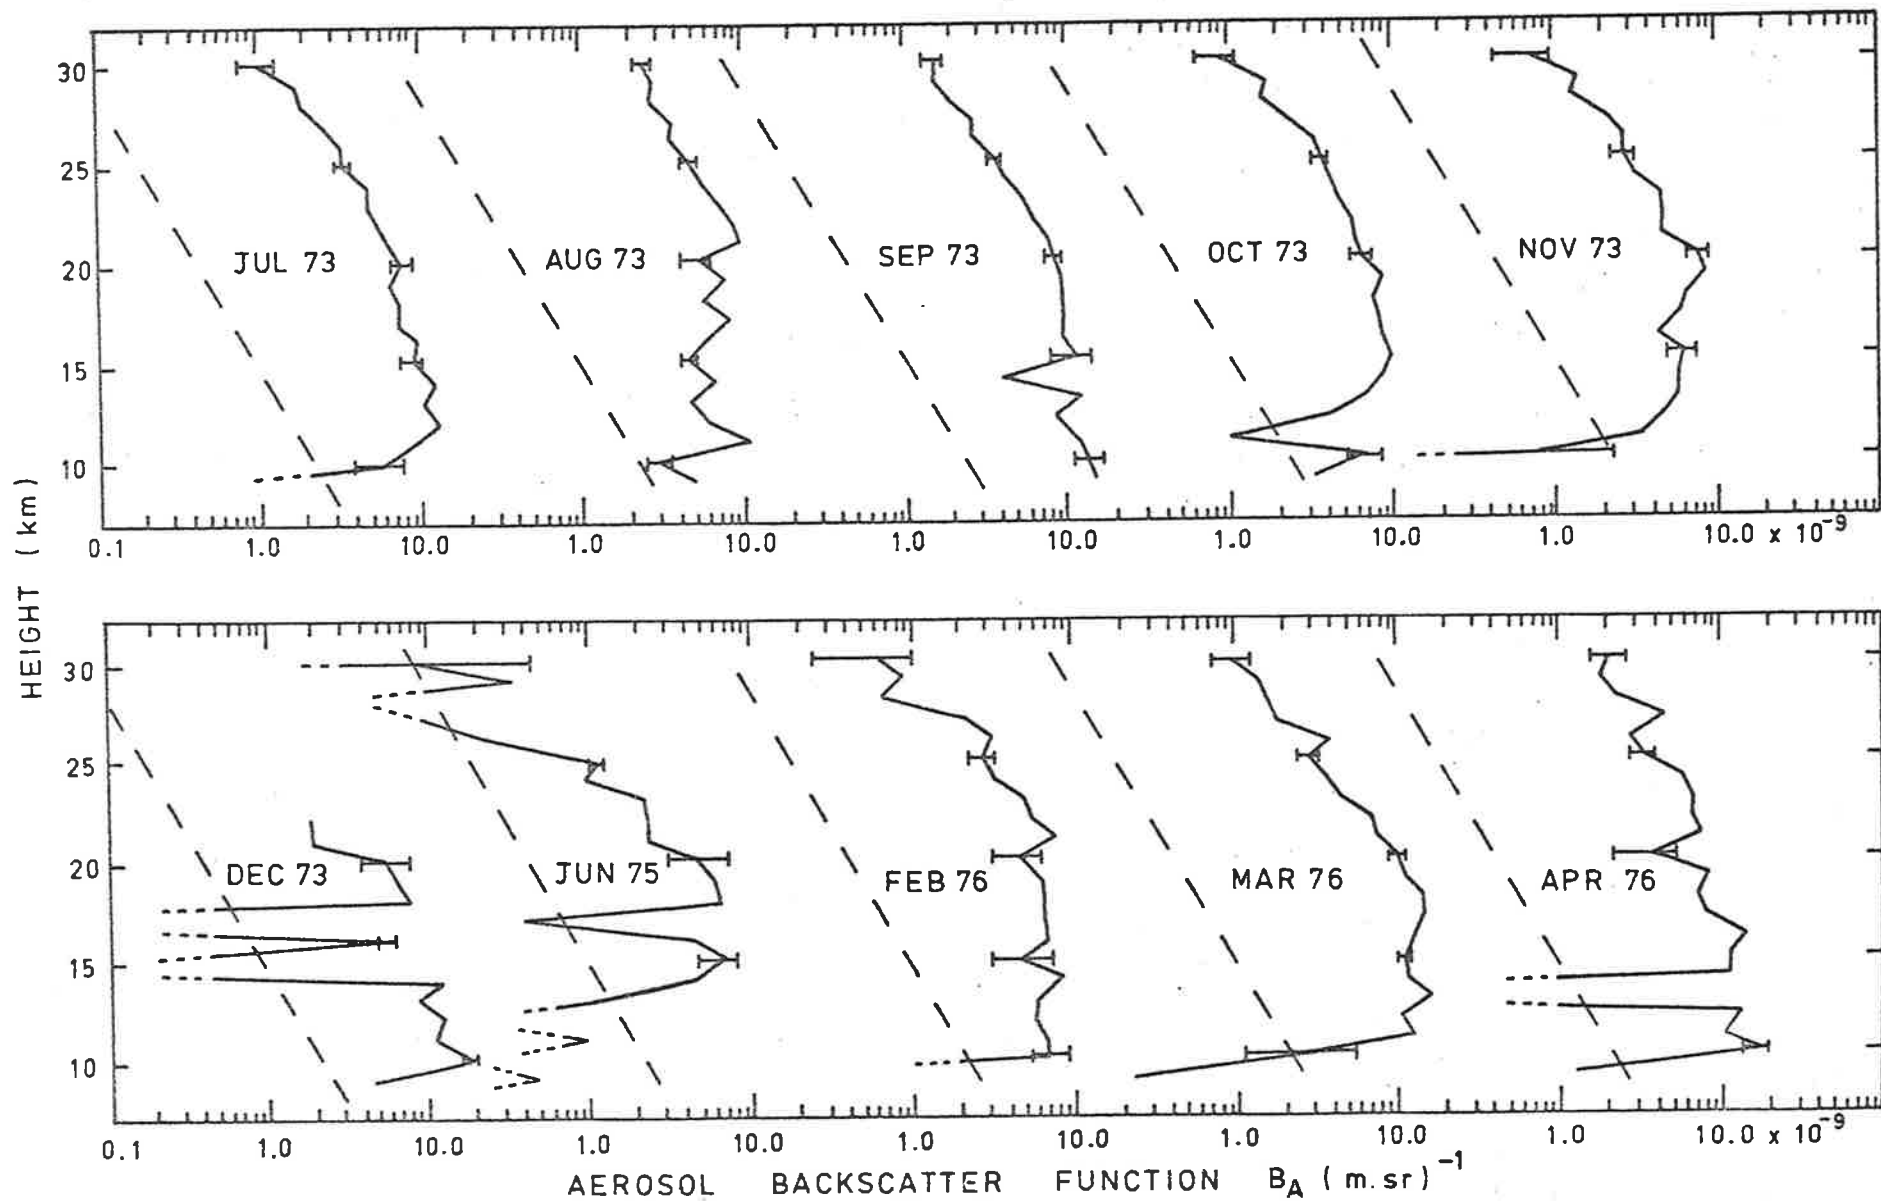 30
25
20
15
10
JUL 73
AUG 73
SEP 73
OCT 73
NOV 73
0.1 1.0 10.0 1.0 10.0 1.0 10.0 1.0 10.0 1.0 10.0 x 10⁻⁹
HEIGHT (km)
30
25
20
15
10
DEC 73
JUN 75
FEB 76
MAR 76
APR 76
0.1 1.0 10.0 1.0 10.0 1.0 10.0 1.0 10.0 1.0 10.0 x 10⁻⁹
AEROSOL BACKSCATTER FUNCTION B_A (m.sr)⁻¹